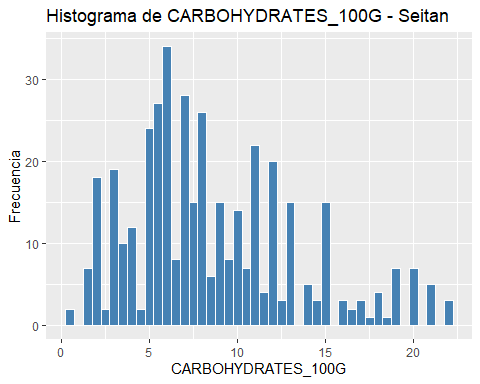 Histograma de CARBOHYDRATES_100G - Seitan
Frecuencia
30
20
10
0
0 5 10 15 20
CARBOHYDRATES_100G